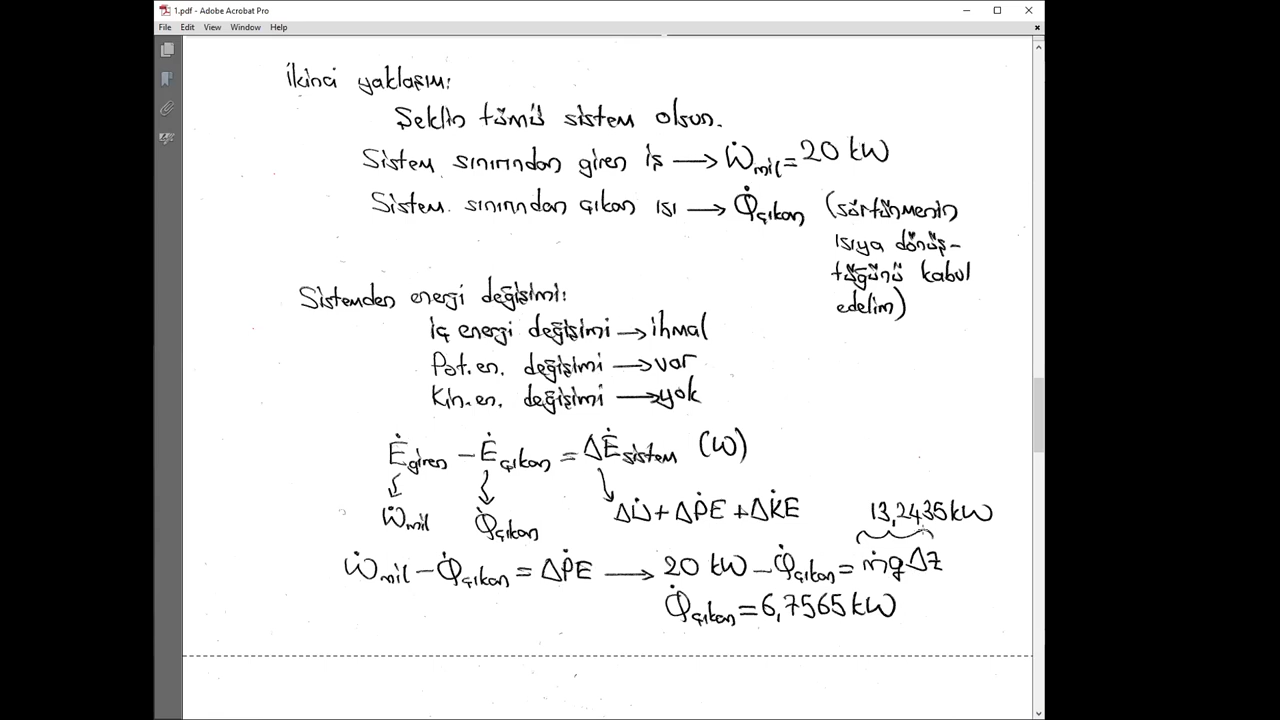 1.pdf - Adobe Acrobat Pro
File Edit View Window Help
İkinci yaklaşım:
Şeklin tümü sistem olsun.
Sistem sınırından giren iş → Ẇmil = 20 kW
Sistem sınırından çıkan ısı → Q̇çıkan (sürtünmenin
ısıya dönüş-
tüğünü kabul
edelim)
Sistemden enerji değişimi:
İç enerji değişimi → ihmal
Pot. en. değişimi → var
Kin. en. değişimi → yok
Ėgiren - Ėçıkan = ΔĖsistem (W)
Ẇmil Q̇çıkan ΔU̇ + ΔṖE + ΔK̇E
13,2435 kW
Ẇmil - Q̇çıkan = ΔṖE → 20 kW - Q̇çıkan = ṁgΔz
Q̇çıkan = 6,7565 kW